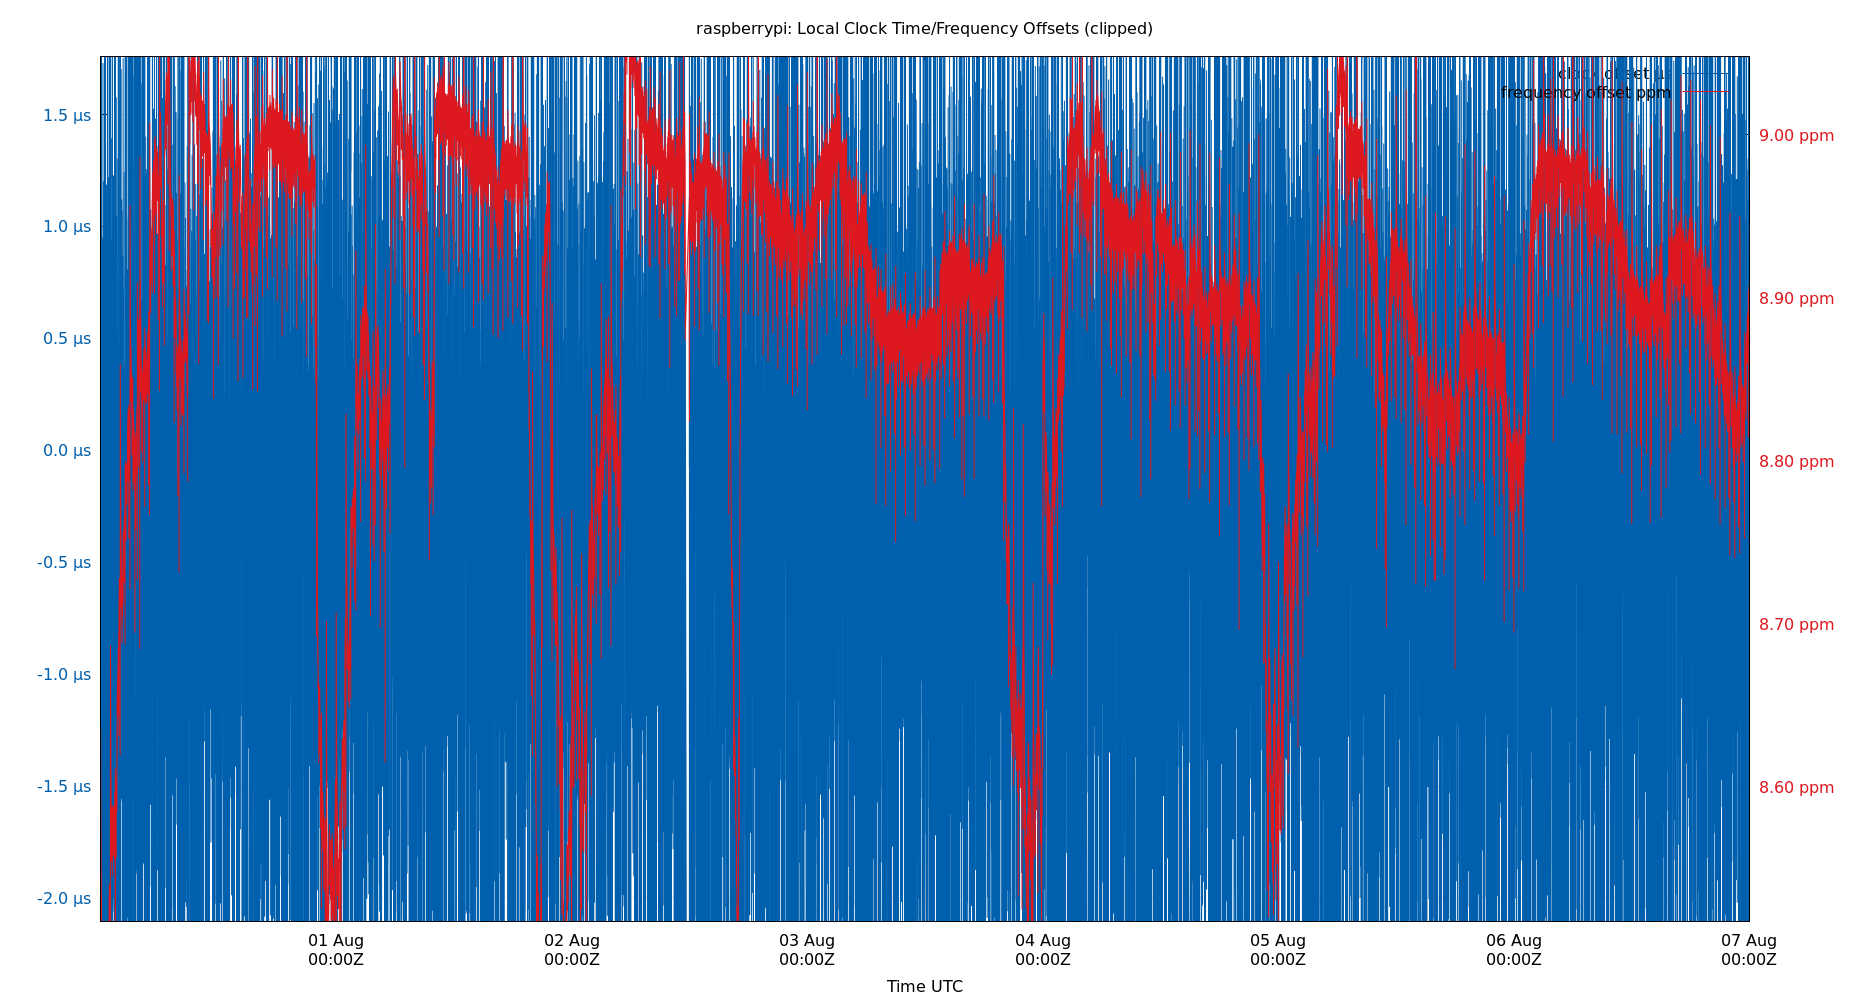 raspberrypi: Local Clock Time/Frequency Offsets (clipped)
clock offset µs
frequency offset ppm
1.5 µs
1.0 µs
0.5 µs
0.0 µs
-0.5 µs
-1.0 µs
-1.5 µs
-2.0 µs
9.00 ppm
8.90 ppm
8.80 ppm
8.70 ppm
8.60 ppm
01 Aug
00:00Z
02 Aug
00:00Z
03 Aug
00:00Z
04 Aug
00:00Z
05 Aug
00:00Z
06 Aug
00:00Z
07 Aug
00:00Z
Time UTC